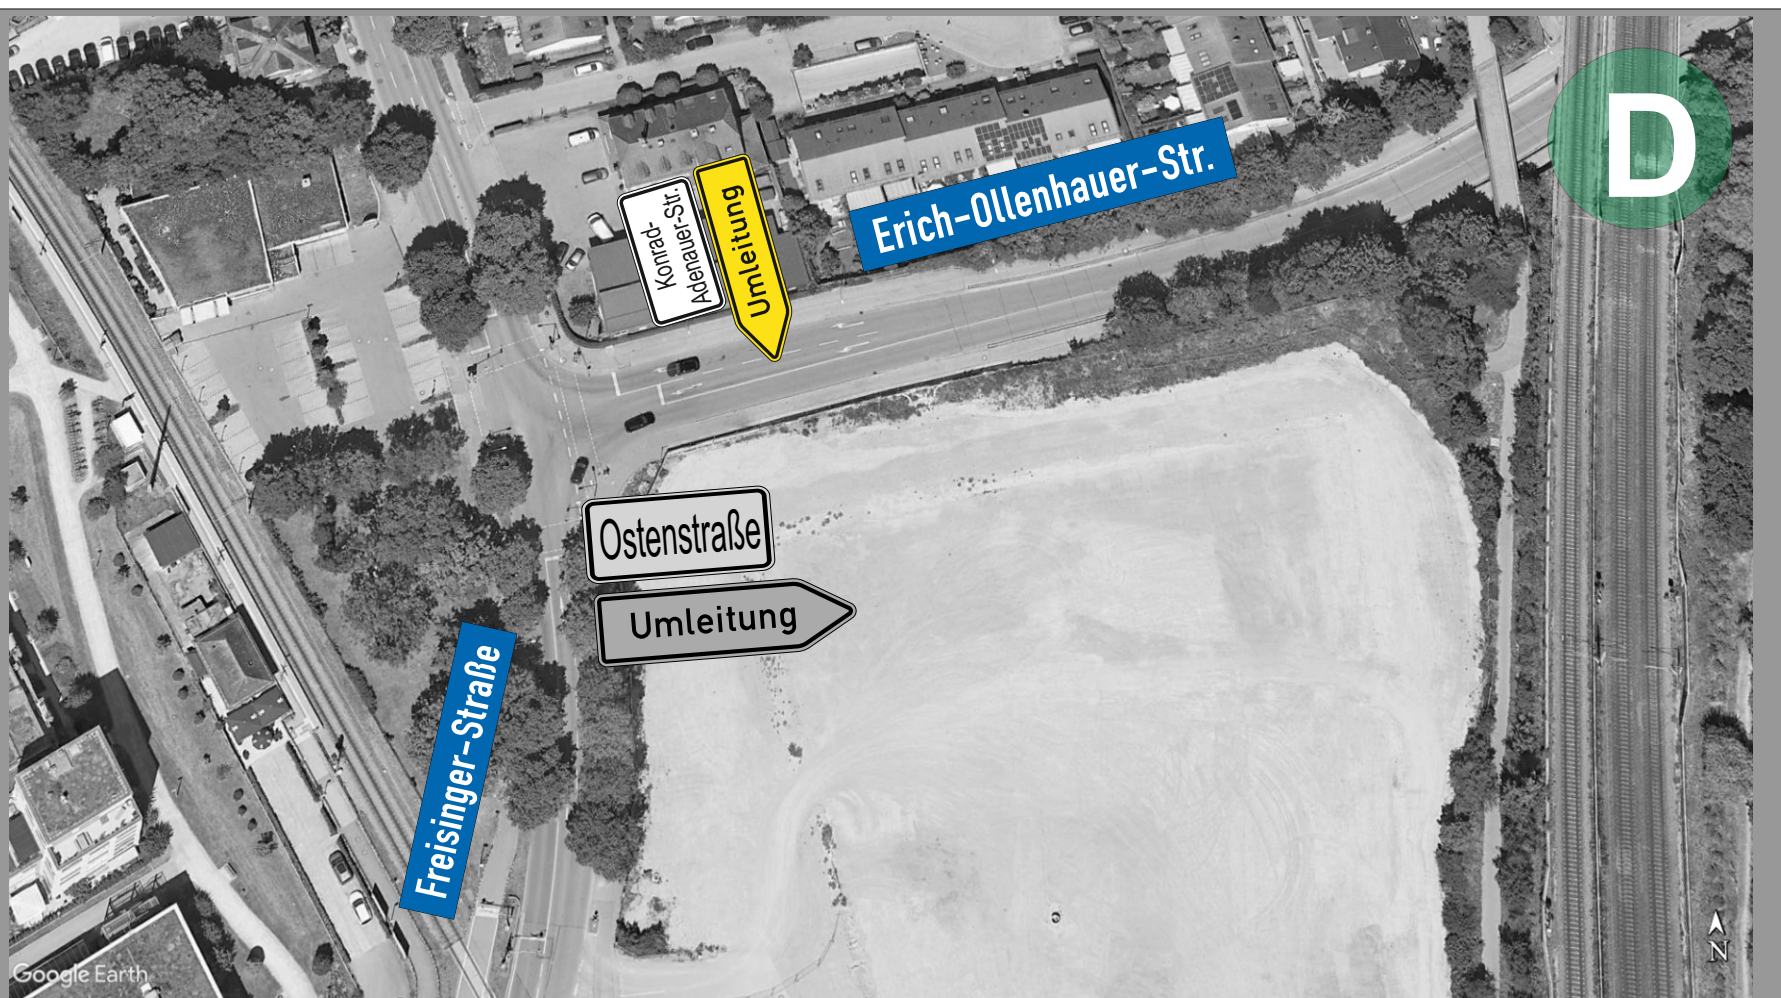 D
Erich-Ollenhauer-Str.
Konrad-
Adenauer-Str.
Umleitung
Ostenstraße
Umleitung
Freisinger-Straße
Google Earth
N